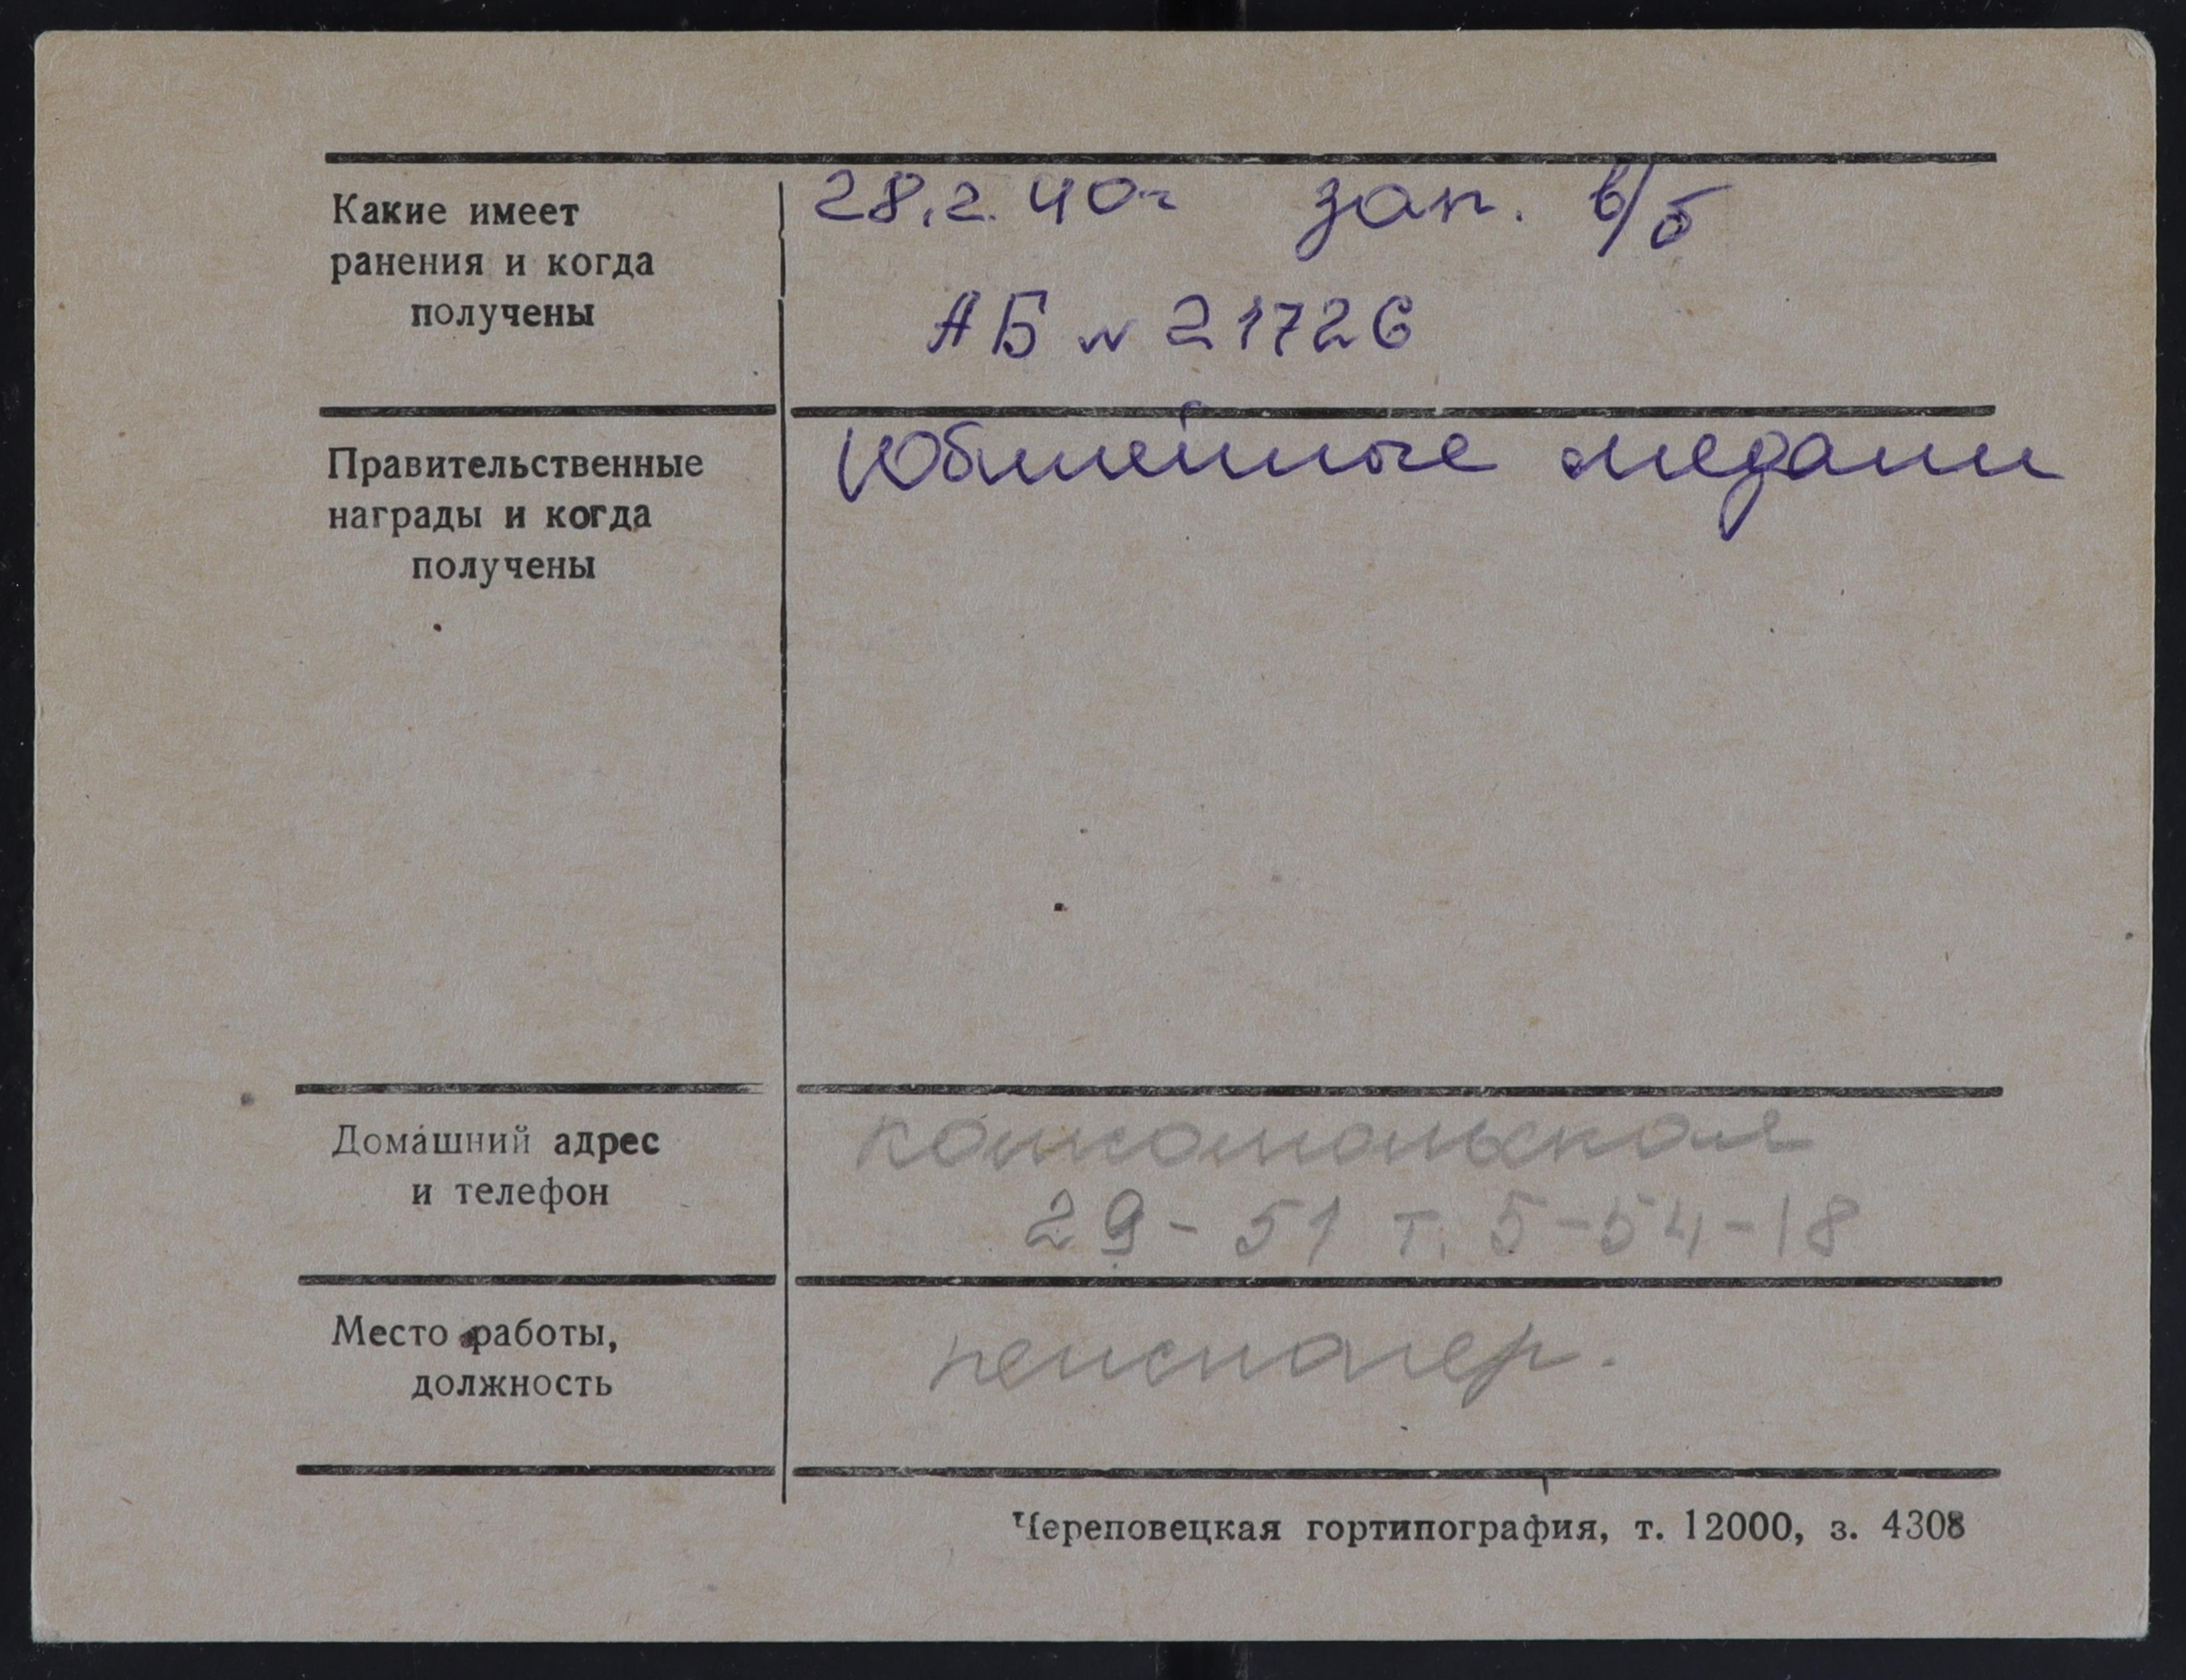 Какие имеет
ранения и когда
получены
28.2.40г зап. в/б
АБ № 21726
Правительственные
награды и когда
получены
Юбилейные медали
Домашний адрес
и телефон
комсомольская
29-51 т. 5-54-18
Место работы,
должность
пенсионер.
Череповецкая гортипография, т. 12000, з. 4308